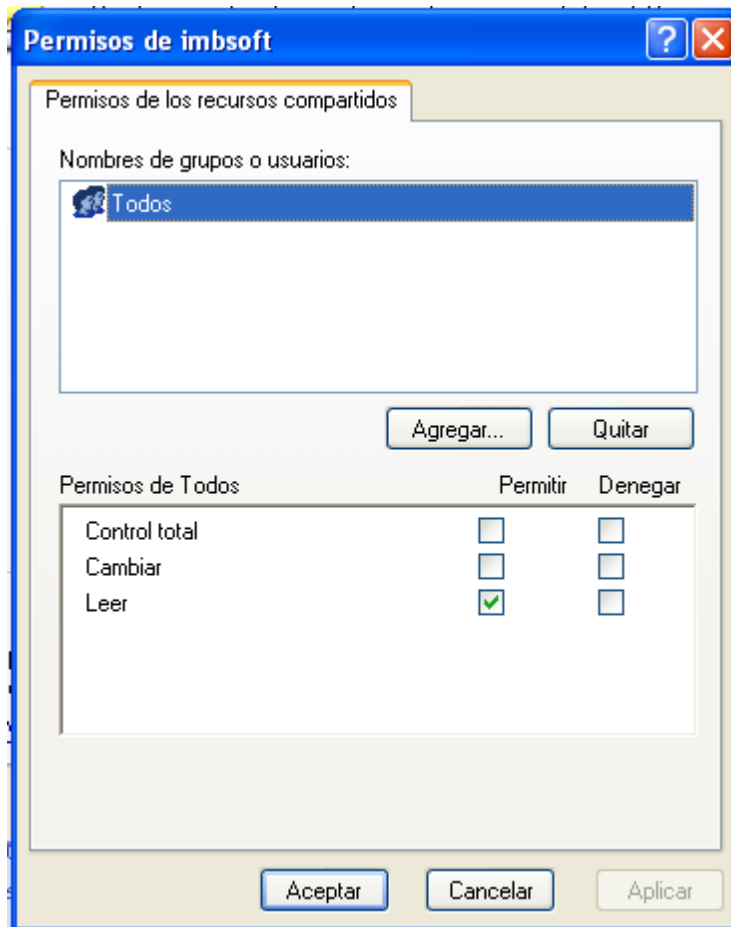 Permisos de imbsoft
Permisos de los recursos compartidos
Nombres de grupos o usuarios:
Todos
Agregar... Quitar
Permisos de Todos Permitir Denegar
Control total
Cambiar
Leer
Aceptar Cancelar Aplicar